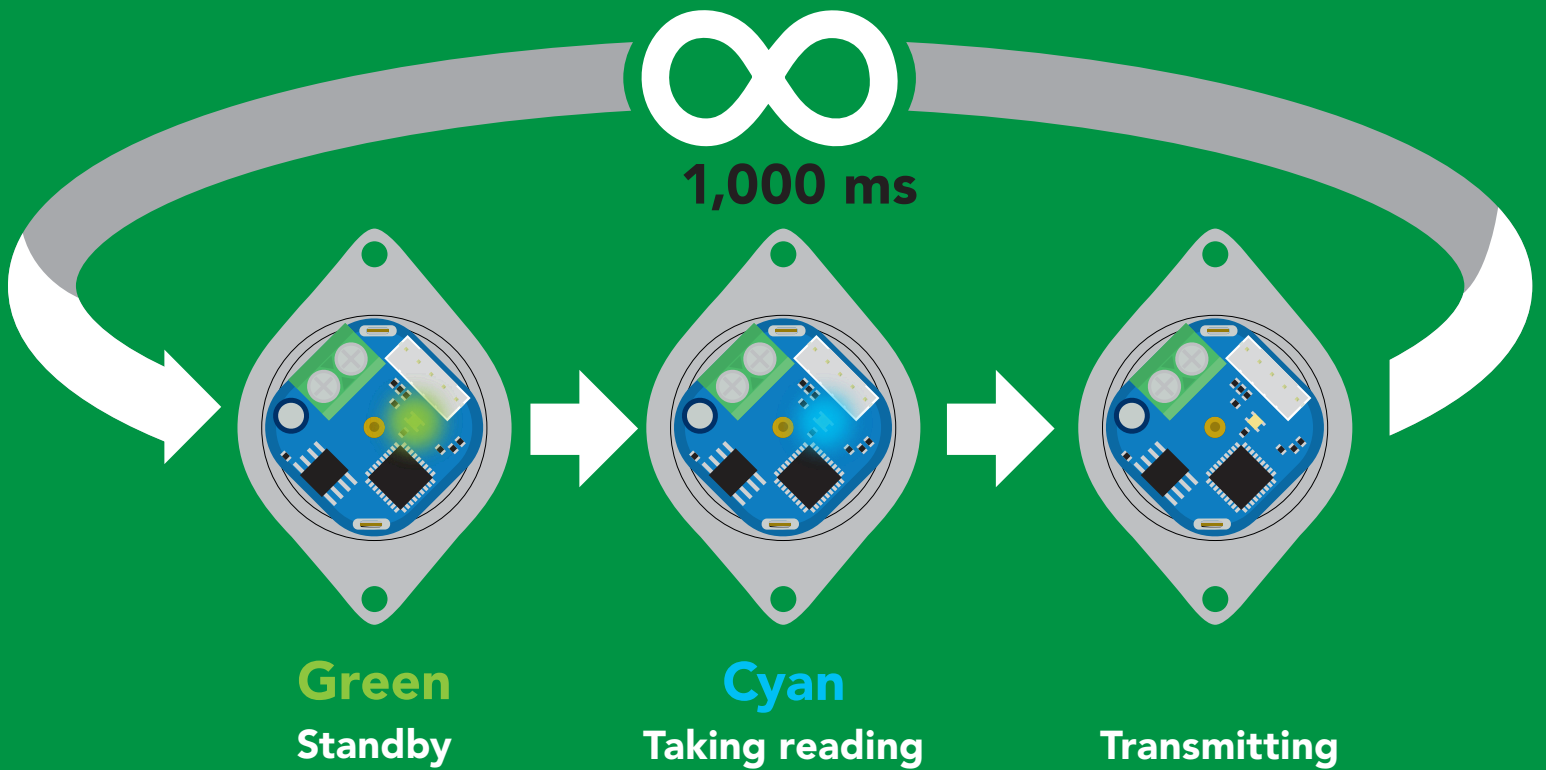 1,000 ms
Green
Standby
Cyan
Taking reading
Transmitting